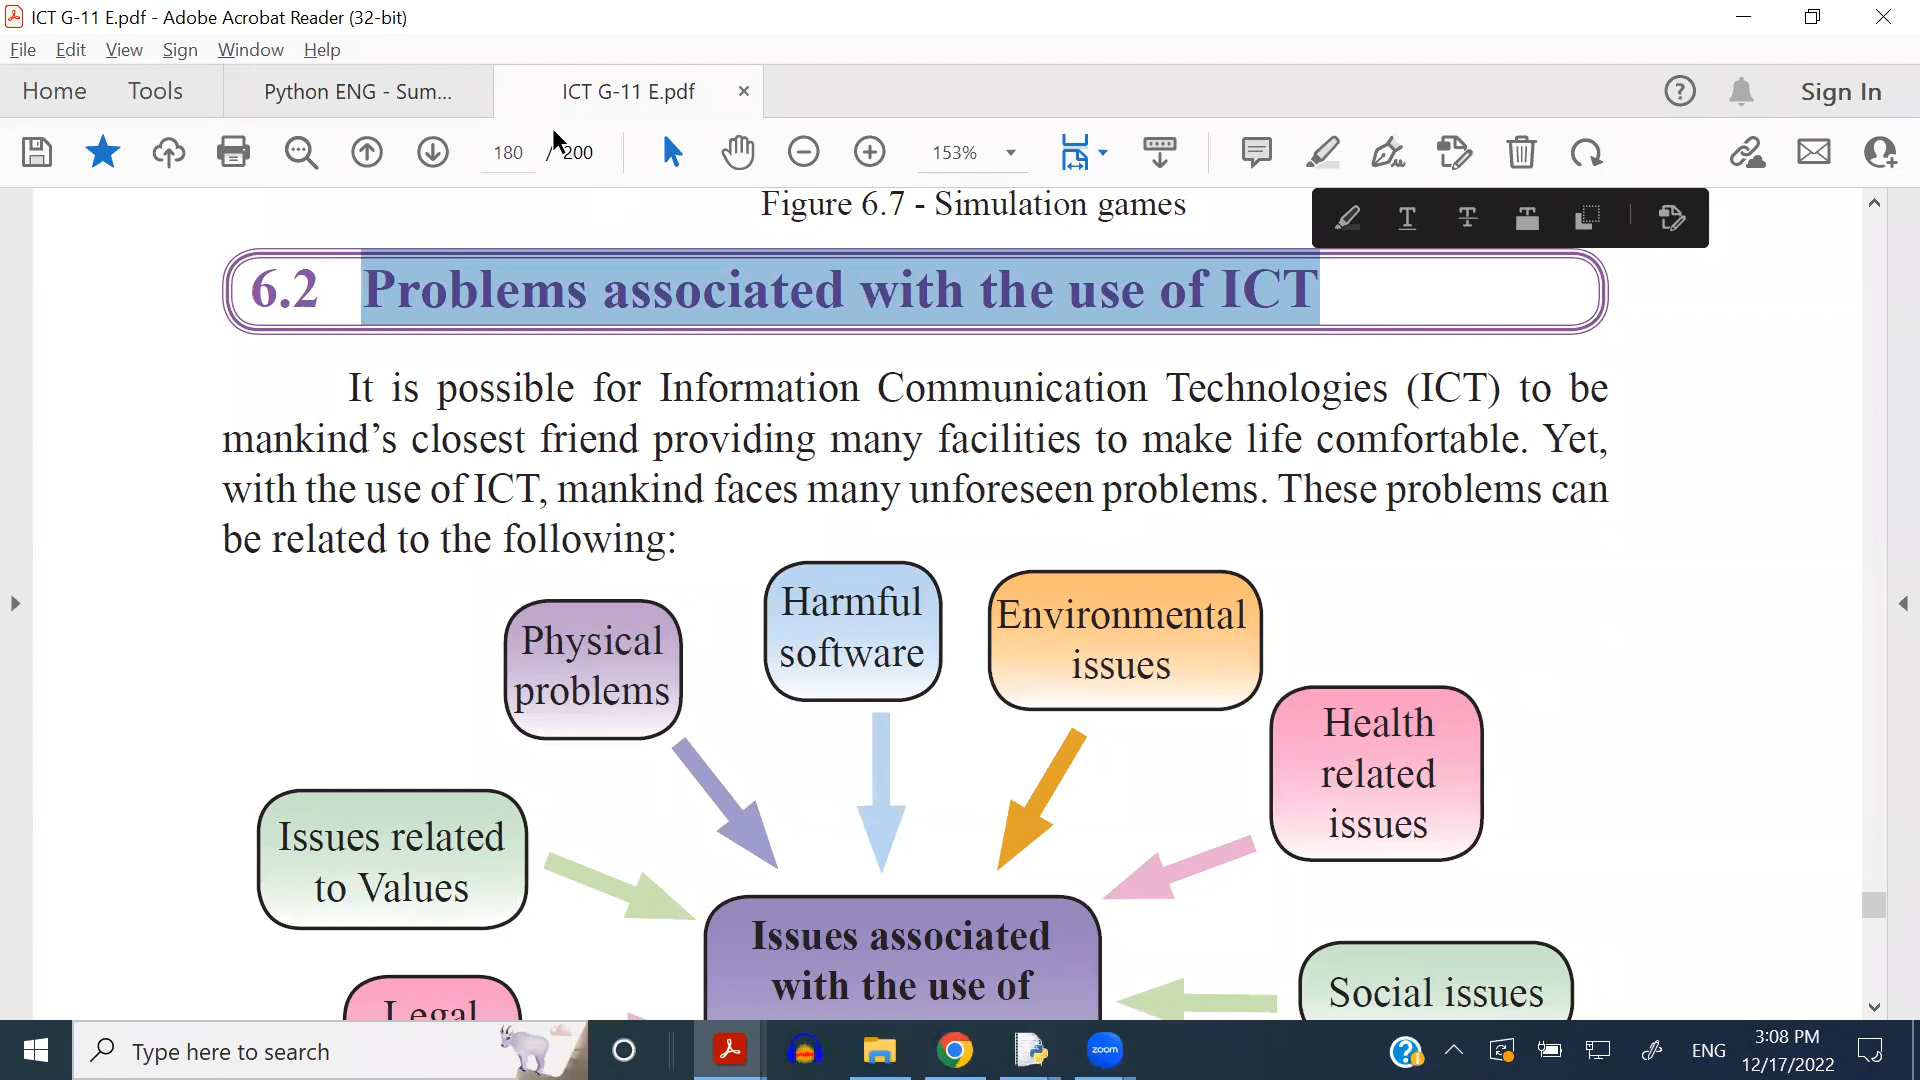 ICT G-11 E.pdf - Adobe Acrobat Reader (32-bit)
File Edit View Sign Window Help
Home Tools Python ENG - Sum... ICT G-11 E.pdf × ? Sign In
180 / 200 153%
Figure 6.7 - Simulation games
6.2 Problems associated with the use of ICT
It is possible for Information Communication Technologies (ICT) to be
mankind’s closest friend providing many facilities to make life comfortable. Yet,
with the use of ICT, mankind faces many unforeseen problems. These problems can
be related to the following:
Physical
problems
Harmful
software
Environmental
issues
Health
related
issues
Issues related
to Values
Issues associated
with the use of
Legal
Social issues
Type here to search
zoom
ENG
3:08 PM
12/17/2022